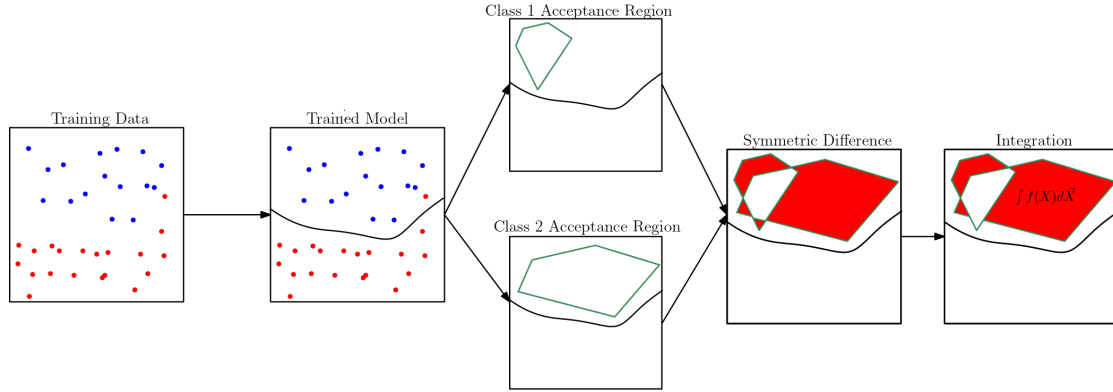 Training Data
Trained Model
Class 1 Acceptance Region
Class 2 Acceptance Region
Symmetric Difference
Integration
∫ f(X)dX⃗